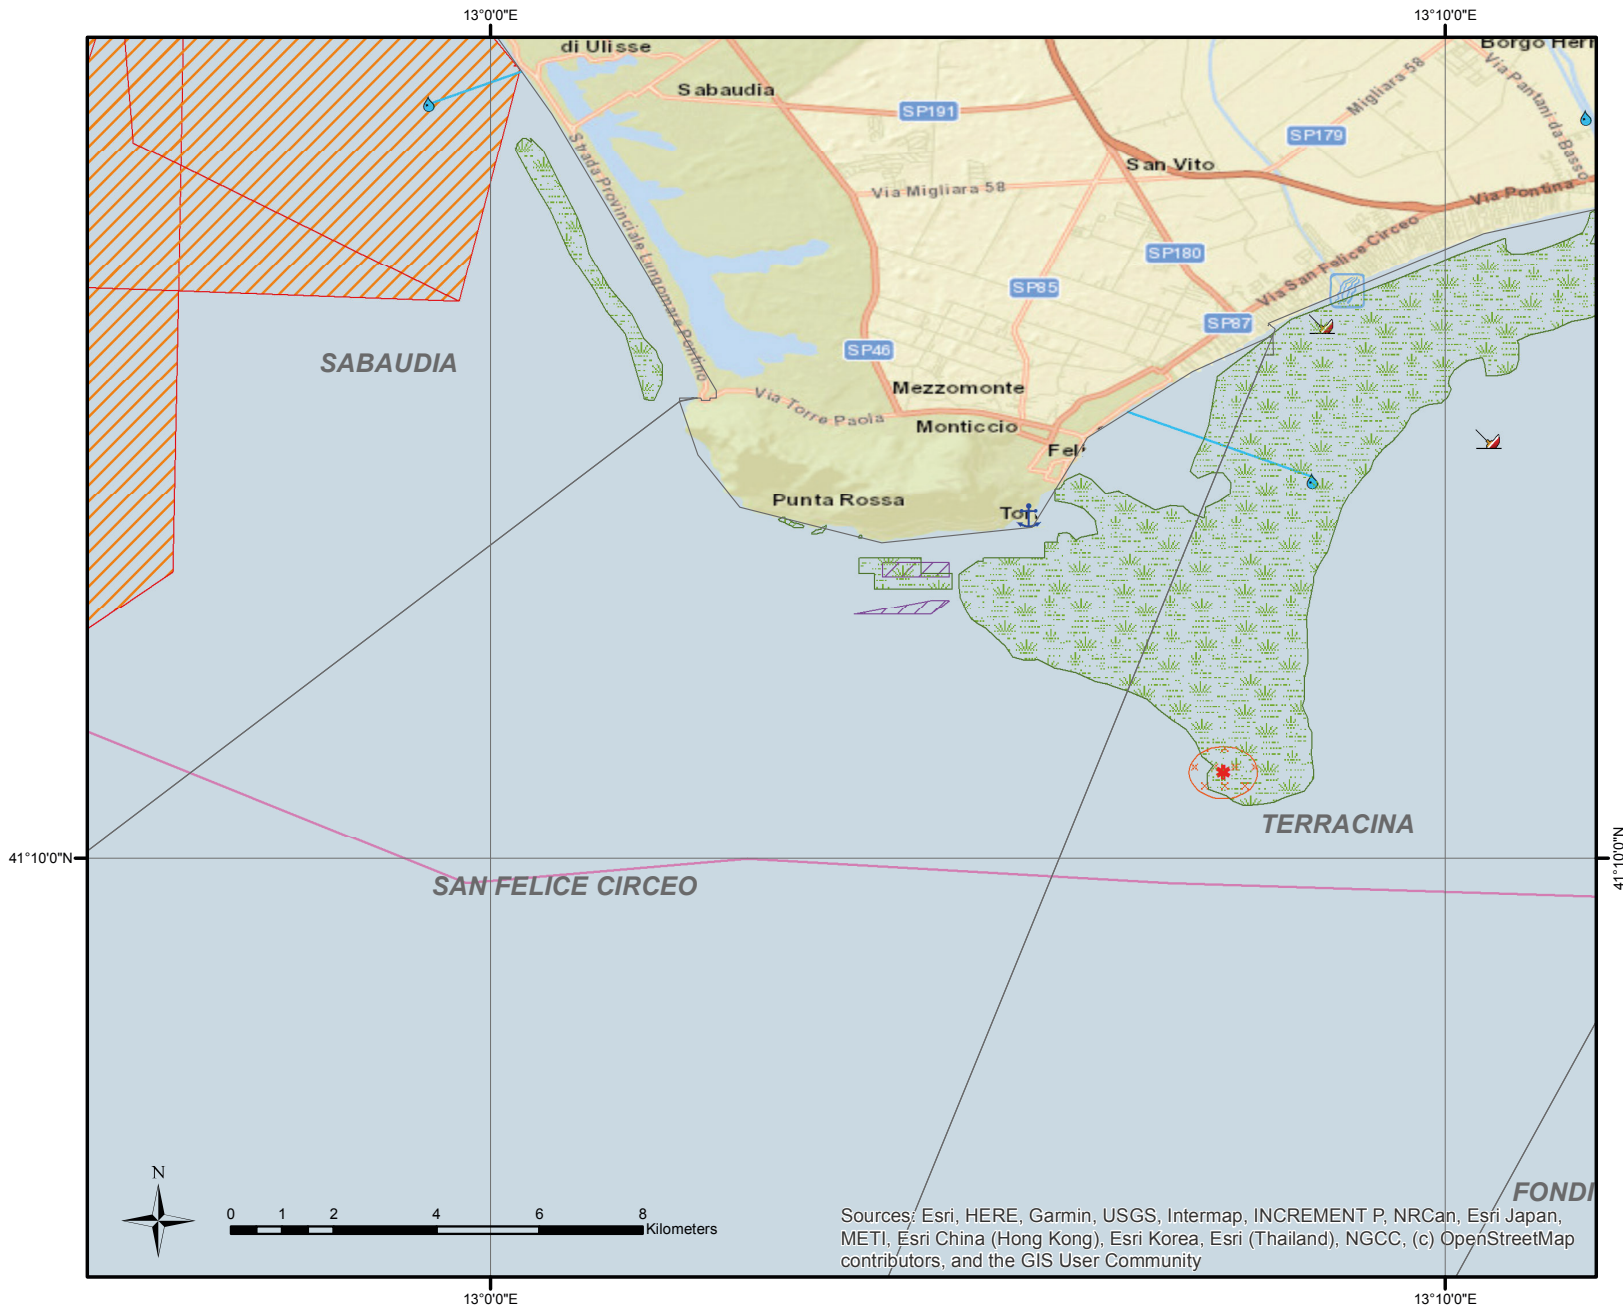 13°0'0"E
13°10'0"E
di Ulisse
Borgo Herm
Sabaudia
SP191
Migliara 58
Via Pantani da Basso
SP179
San Vito
Strada Provinciale Lungomare Pontino
Via Migliara 58
Via Pontina
SP180
Via San Felice Circeo
SP85
SP87
SP46
SABAUDIA
Mezzomonte
Via Torre Paola
Monticcio
Feli
Punta Rossa
Torr
TERRACINA
41°10'0"N
41°10'0"N
SAN FELICE CIRCEO
N
FONDI
0 1 2 4 6 8
Kilometers
Sources: Esri, HERE, Garmin, USGS, Intermap, INCREMENT P, NRCan, Esri Japan,
METI, Esri China (Hong Kong), Esri Korea, Esri (Thailand), NGCC, (c) OpenStreetMap
contributors, and the GIS User Community
13°0'0"E
13°10'0"E